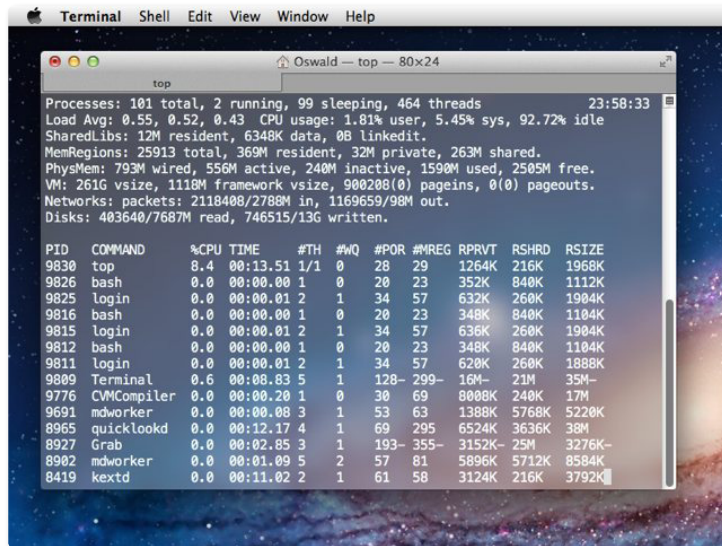 Terminal Shell Edit View Window Help
Oswald — top — 80×24
top
Processes: 101 total, 2 running, 99 sleeping, 464 threads 23:58:33
Load Avg: 0.55, 0.52, 0.43 CPU usage: 1.81% user, 5.45% sys, 92.72% idle
SharedLibs: 12M resident, 6348K data, 0B linkedit.
MemRegions: 25913 total, 369M resident, 32M private, 263M shared.
PhysMem: 793M wired, 556M active, 240M inactive, 1590M used, 2505M free.
VM: 261G vsize, 1118M framework vsize, 900208(0) pageins, 0(0) pageouts.
Networks: packets: 2118408/2788M in, 1169659/98M out.
Disks: 403640/7687M read, 746515/13G written.
PID COMMAND %CPU TIME #TH #WQ #POR #MREG RPRVT RSHRD RSIZE
9830 top 8.4 00:13.51 1/1 0 28 29 1264K 216K 1968K
9826 bash 0.0 00:00.00 1 0 20 23 352K 840K 1112K
9825 login 0.0 00:00.01 2 1 34 57 632K 260K 1904K
9816 bash 0.0 00:00.00 1 0 20 23 348K 840K 1104K
9815 login 0.0 00:00.01 2 1 34 57 636K 260K 1904K
9812 bash 0.0 00:00.00 1 0 20 23 348K 840K 1104K
9811 login 0.0 00:00.01 2 1 34 57 620K 260K 1888K
9809 Terminal 0.6 00:08.83 5 1 128- 299- 16M- 21M 35M-
9776 CVMCompiler 0.0 00:00.20 1 0 30 69 8008K 240K 17M
9691 mdworker 0.0 00:00.08 3 1 53 63 1388K 5768K 5220K
8965 quicklookd 0.0 00:12.17 4 1 69 295 6524K 3636K 38M
8927 Grab 0.0 00:02.85 3 1 193- 355- 3152K- 25M 3276K-
8902 mdworker 0.0 00:01.09 5 2 57 81 5896K 5712K 8584K
8419 kextd 0.0 00:11.02 2 1 61 58 3124K 216K 3792K